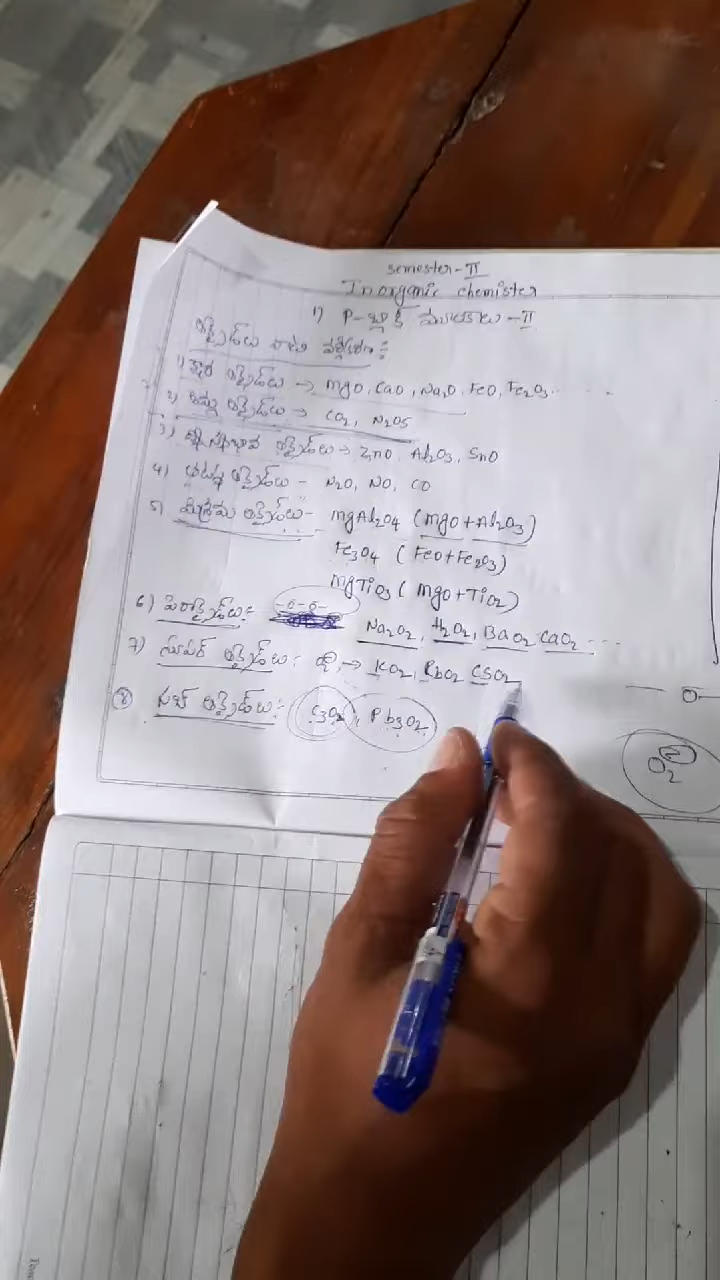 semester-II
Inorganic chemister
1) P-బ్లాక్ మూలకాలు-II
ఆక్సైడ్‌లు వాటి వర్గీకరణ:-
1) క్షార ఆక్సైడ్‌లు → MgO, CaO, Na2O, FeO, Fe2O3 ...
2) ఆమ్ల ఆక్సైడ్‌లు → CO2, N2O5
3) ద్విస్వభావ ఆక్సైడ్‌లు → ZnO, Al2O3, SnO
4) తటస్థ ఆక్సైడ్‌లు - N2O, NO, CO
5) మిశ్రమ ఆక్సైడ్‌లు - MgAl2O4 (MgO+Al2O3)
Fe3O4 (FeO+Fe2O3)
MgTiO3 (MgO+TiO2)
6) పెరాక్సైడ్‌లు:- -O-O- Na2O2, H2O2, BaO2 CaO2 ...
7) సూపర్ ఆక్సైడ్‌లు: → KO2, RbO2 CSO2
8) సబ్ ఆక్సైడ్‌లు:- C3O2, Pb3O2
O2